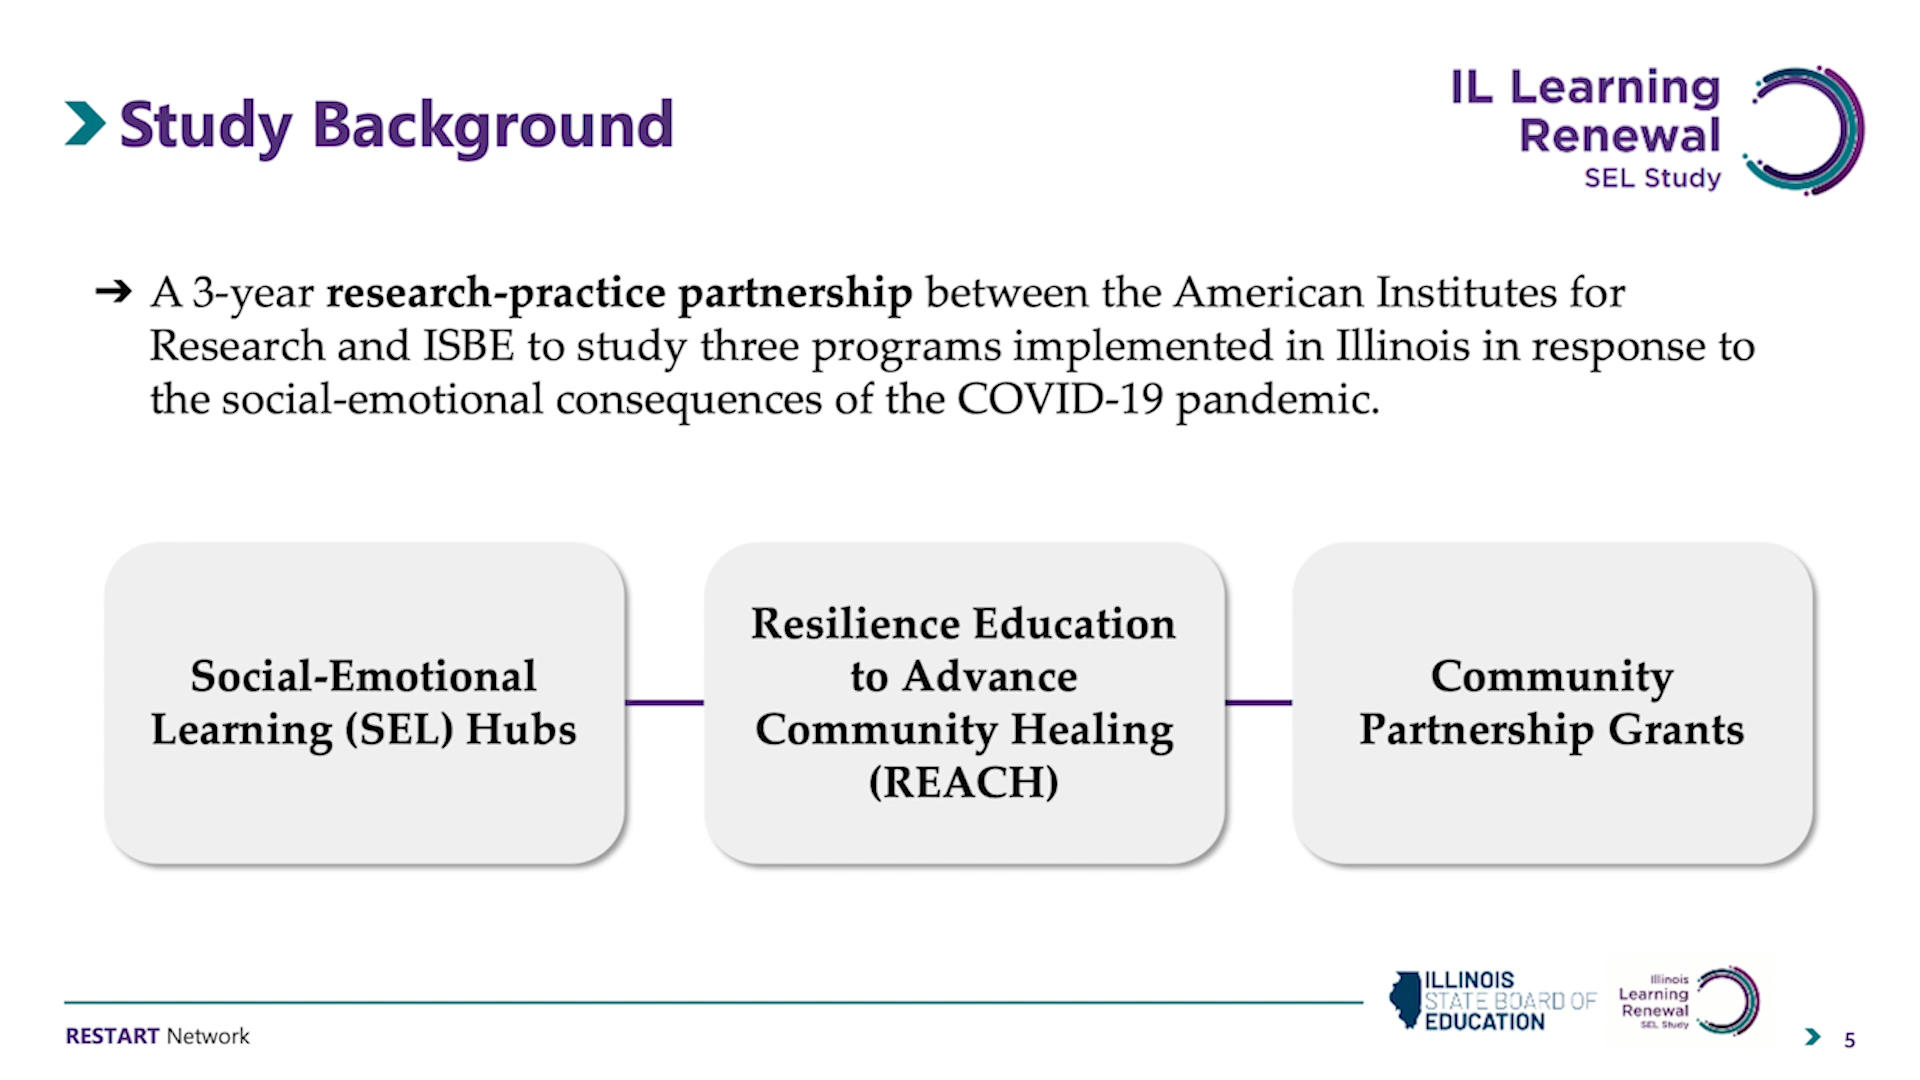 Study Background
IL Learning
Renewal
SEL Study
➔ A 3-year research-practice partnership between the American Institutes for
Research and ISBE to study three programs implemented in Illinois in response to
the social-emotional consequences of the COVID-19 pandemic.
Social-Emotional
Learning (SEL) Hubs
Resilience Education
to Advance
Community Healing
(REACH)
Community
Partnership Grants
ILLINOIS
STATE BOARD OF
EDUCATION
Illinois
Learning
Renewal
SEL Study
RESTART Network
5